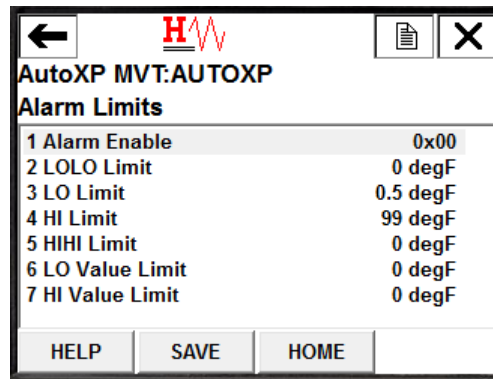 H
AutoXP MVT:AUTOXP
Alarm Limits
1 Alarm Enable 0x00
2 LOLO Limit 0 degF
3 LO Limit 0.5 degF
4 HI Limit 99 degF
5 HIHI Limit 0 degF
6 LO Value Limit 0 degF
7 HI Value Limit 0 degF
HELP SAVE HOME